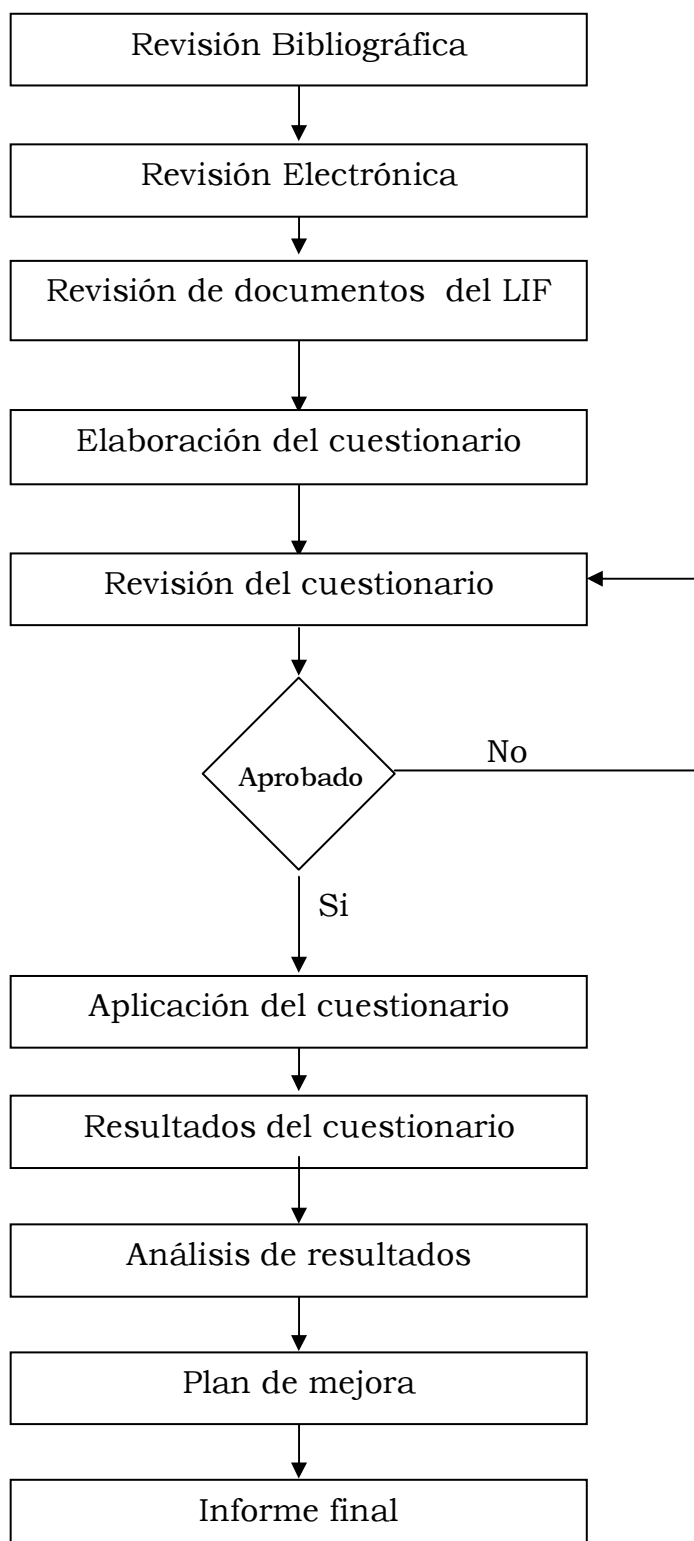 Revisión Bibliográfica
Revisión Electrónica
Revisión de documentos del LIF
Elaboración del cuestionario
Revisión del cuestionario
Aprobado
No
Si
Aplicación del cuestionario
Resultados del cuestionario
Análisis de resultados
Plan de mejora
Informe final